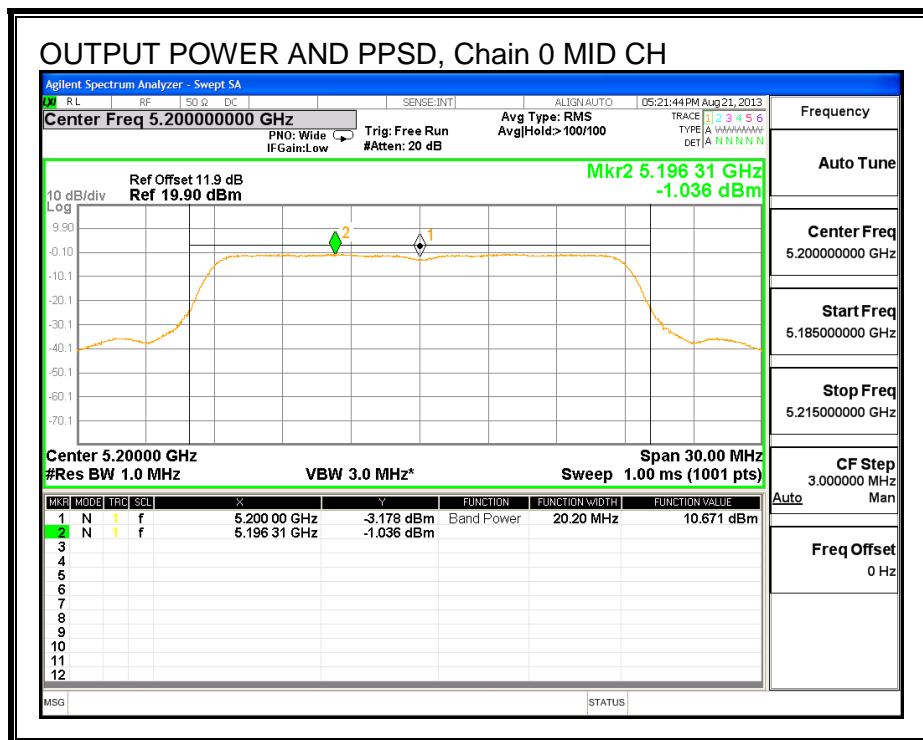 OUTPUT POWER AND PPSD, Chain 0 MID CH
Agilent Spectrum Analyzer - Swept SA
LXI RL RF 50 Ω DC SENSE:INT ALIGN AUTO 05:21:44 PM Aug 21, 2013
Center Freq 5.200000000 GHz
PNO: Wide
IFGain:Low
Trig: Free Run
#Atten: 20 dB
Avg Type: RMS
Avg|Hold:>100/100
TRACE 1 2 3 4 5 6
TYPE A WWWWW
DET A N N N N N
Mkr2 5.196 31 GHz
-1.036 dBm
Ref Offset 11.9 dB
10 dB/div Ref 19.90 dBm
Log
9.90
-0.10
-10.1
-20.1
-30.1
-40.1
-50.1
-60.1
-70.1
2
1
Center 5.20000 GHz Span 30.00 MHz
#Res BW 1.0 MHz VBW 3.0 MHz* Sweep 1.00 ms (1001 pts)
MKR MODE TRC SCL X Y FUNCTION FUNCTION WIDTH FUNCTION VALUE
1 N 1 f 5.200 00 GHz -3.178 dBm Band Power 20.20 MHz 10.671 dBm
2 N 1 f 5.196 31 GHz -1.036 dBm
3
4
5
6
7
8
9
10
11
12
MSG STATUS
Frequency
Auto Tune
Center Freq
5.200000000 GHz
Start Freq
5.185000000 GHz
Stop Freq
5.215000000 GHz
CF Step
3.000000 MHz
Auto Man
Freq Offset
0 Hz